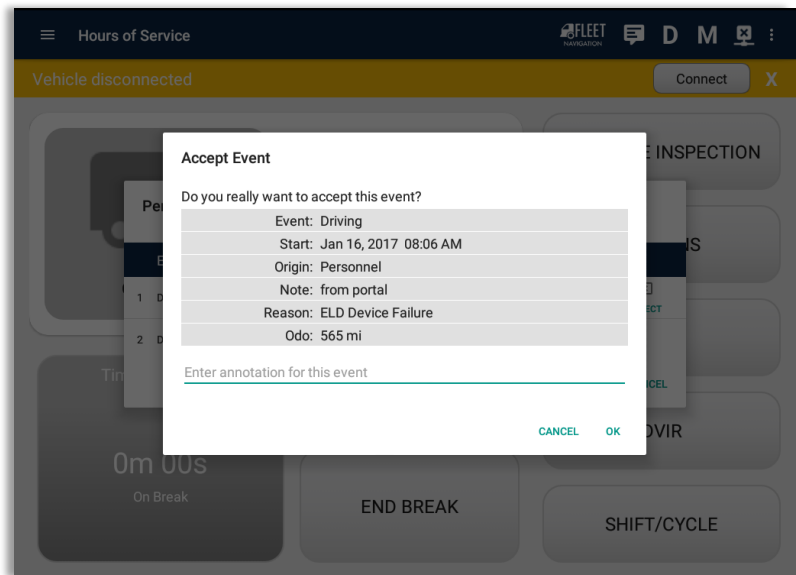 Hours of Service
FLEET
NAVIGATION
D M
Vehicle disconnected
Connect X
Accept Event
Do you really want to accept this event?
Event: Driving
Start: Jan 16, 2017 08:06 AM
Origin: Personnel
Note: from portal
Reason: ELD Device Failure
Odo: 565 mi
Enter annotation for this event
CANCEL OK
INSPECTION
1 D
2 D
DVIR
0m 00s
On Break
END BREAK
SHIFT/CYCLE